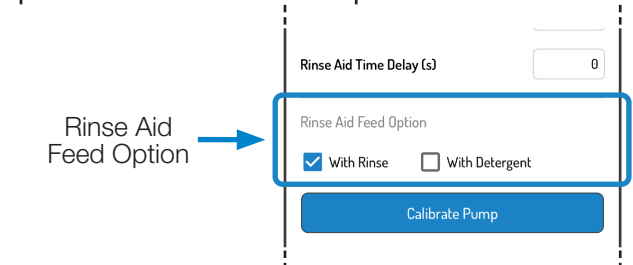 Rinse Aid Time Delay (s) 0
Rinse Aid Feed Option
Rinse Aid
Feed Option
With Rinse With Detergent
Calibrate Pump